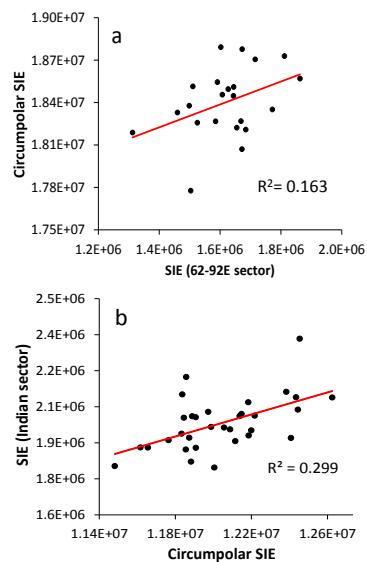 a
Circumpolar SIE
1.90E+07
1.87E+07
1.84E+07
1.81E+07
1.78E+07
1.75E+07
R²= 0.163
1.2E+06 1.4E+06 1.6E+06 1.8E+06 2.0E+06
SIE (62-92E sector)
b
SIE (Indian sector)
2.5E+06
2.4E+06
2.1E+06
1.9E+06
1.8E+06
1.6E+06
R² = 0.299
1.14E+07 1.18E+07 1.22E+07 1.26E+07
Circumpolar SIE